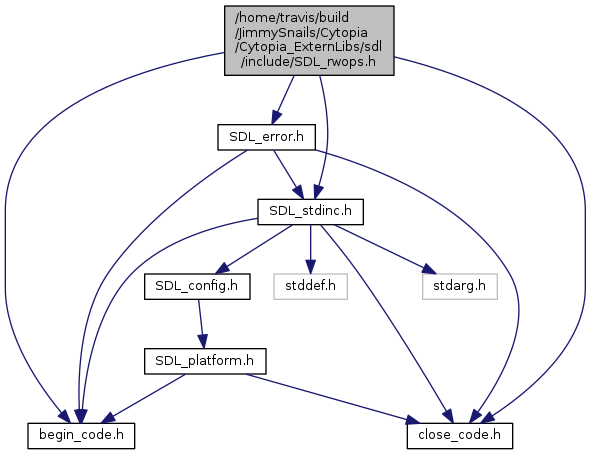 /home/travis/build
/JimmySnails/Cytopia
/Cytopia_ExternLibs/sdl
/include/SDL_rwops.h
SDL_error.h
SDL_stdinc.h
SDL_config.h
stddef.h
stdarg.h
SDL_platform.h
begin_code.h
close_code.h